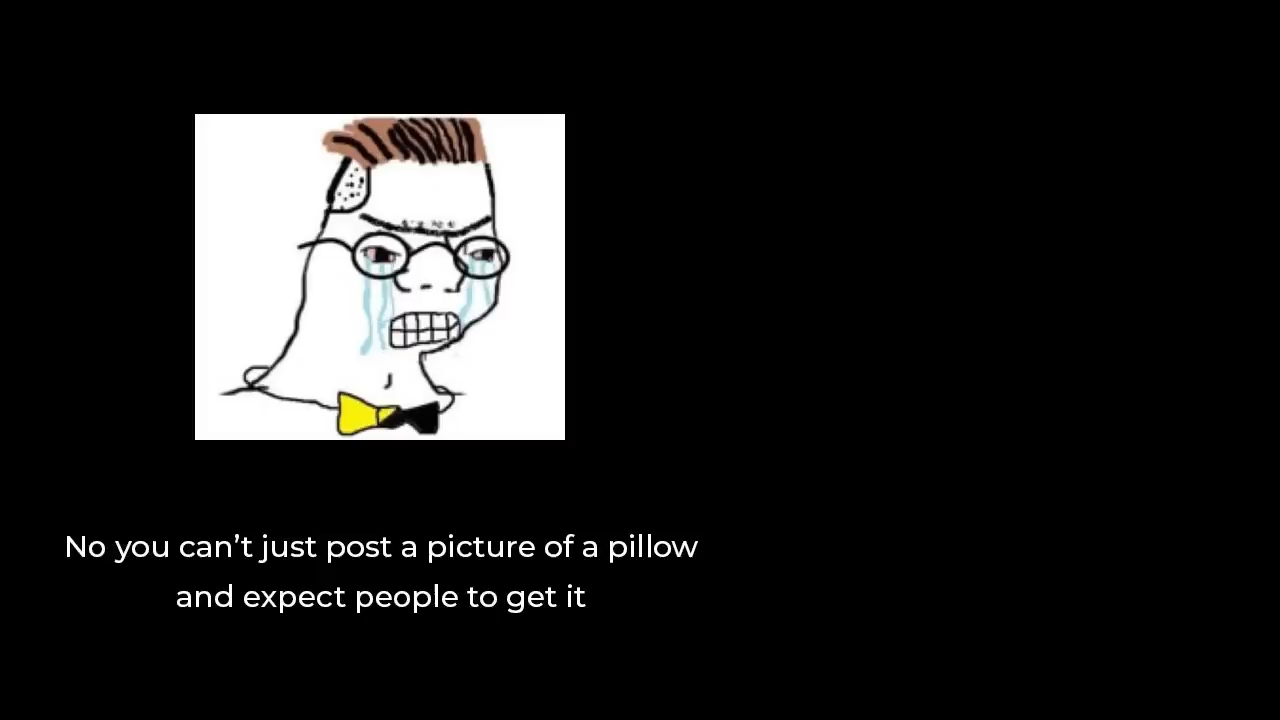 No you can’t just post a picture of a pillow
and expect people to get it